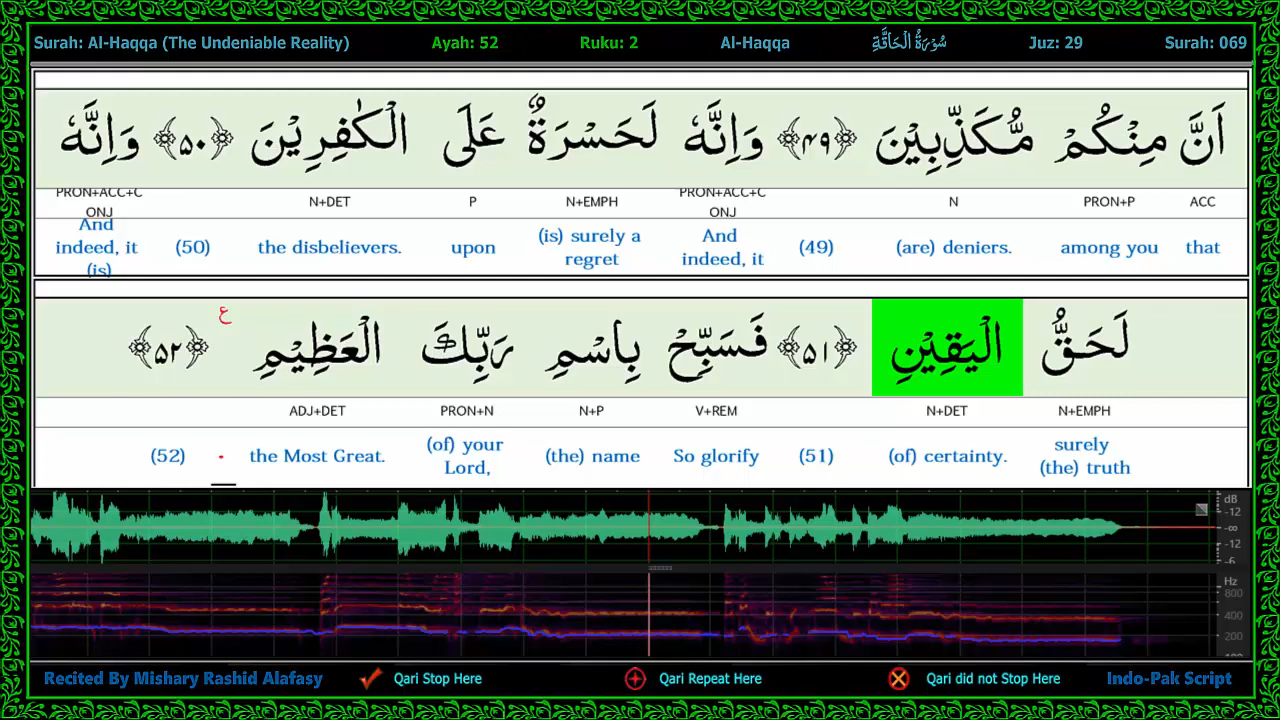 Surah: Al-Haqqa (The Undeniable Reality) Ayah: 52 Ruku: 2 Al-Haqqa سُوْرَةُ الْحَآقَّةِ Juz: 29 Surah: 069
اَنَّ مِنْكُمْ مُّكَذِّبِيْنَ ﴿۴۹﴾ وَاِنَّهٗ لَحَسْرَةٌ عَلَى الْكٰفِرِيْنَ ﴿۵۰﴾ وَاِنَّهٗ
PRON+ACC+CONJ N+DET P N+EMPH PRON+ACC+CONJ N PRON+P ACC
And indeed, it (is) (50) the disbelievers. upon (is) surely a regret And indeed, it (49) (are) deniers. among you that
لَحَـقُّ الْيَقِيْنِ ﴿۵۱﴾ فَسَبِّحْ بِاسْمِ رَبِّكَ الْعَظِيْمِ ع ﴿۵۲﴾
ADJ+DET PRON+N N+P V+REM N+DET N+EMPH
(52) the Most Great. (of) your Lord, (the) name So glorify (51) (of) certainty. surely (the) truth
dB
-12
-∞
-12
-6
Hz
800
400
200
Recited By Mishary Rashid Alafasy Qari Stop Here Qari Repeat Here Qari did not Stop Here Indo-Pak Script